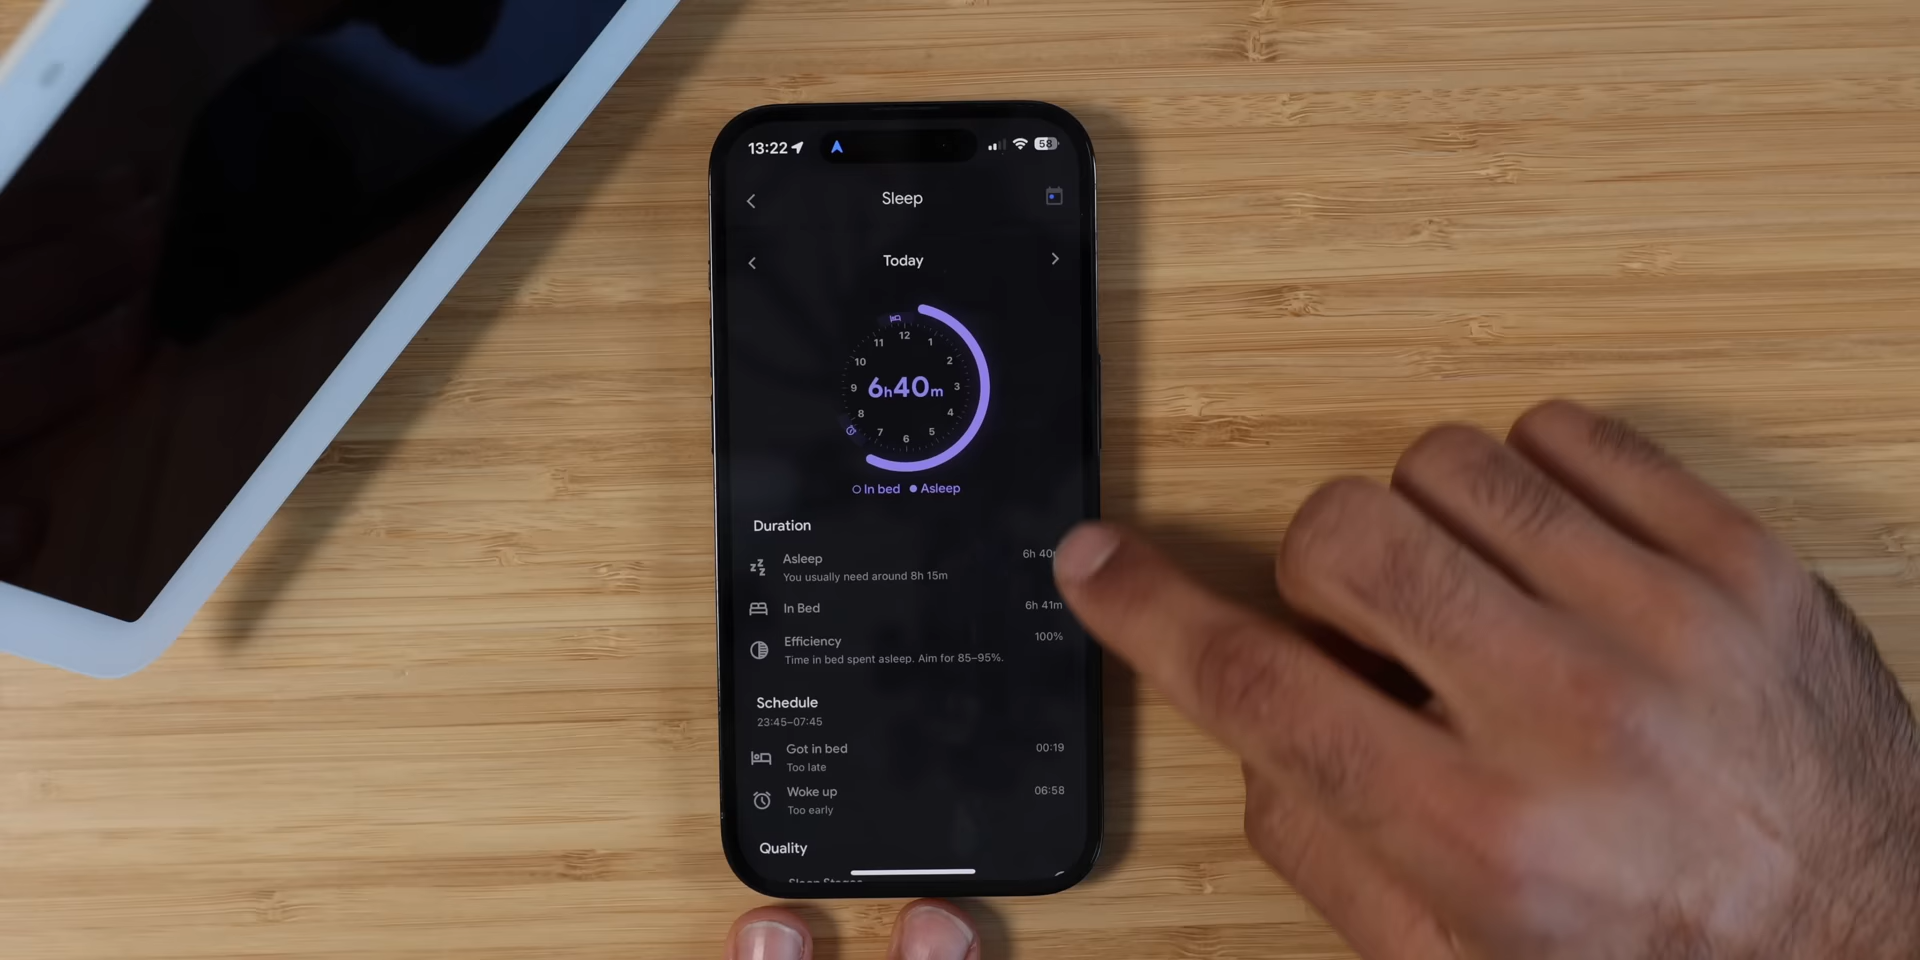 13:22
58
Sleep
Today
12
11
1
10
2
9
6h40m
3
8
4
7
5
6
In bed
Asleep
Duration
Asleep
6h 40
You usually need around 8h 15m
In Bed
6h 41m
Efficiency
100%
Time in bed spent asleep. Aim for 85–95%.
Schedule
23:45–07:45
Got in bed
00:19
Too late
Woke up
06:58
Too early
Quality